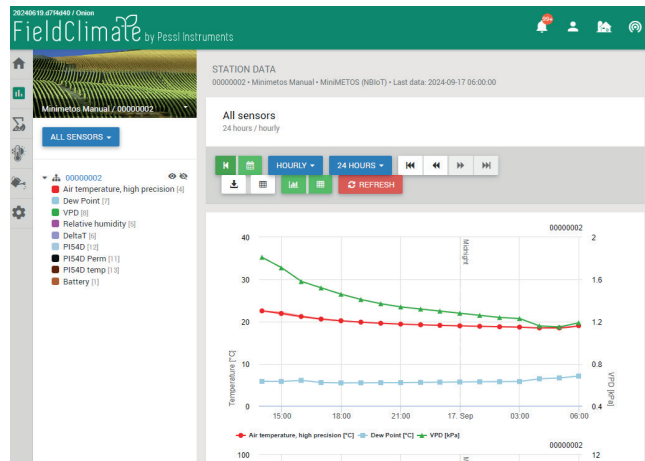 20240619.d7f4d40 / Onion
FieldClimate by Pessl Instruments
99+
STATION DATA
00000002 • Minimetos Manual • MiniMETOS (NBIoT) • Last data: 2024-09-17 06:00:00
Minimetos Manual / 00000002
ALL SENSORS
00000002
Air temperature, high precision [4]
Dew Point [7]
VPD [8]
Relative humidity [5]
DeltaT [6]
PI54D [12]
PI54D Perm [11]
PI54D temp [13]
Battery [1]
All sensors
24 hours / hourly
HOURLY
24 HOURS
REFRESH
00000002
40
30
20
10
0
Temperature [°C]
Midnight
2
1.6
1.2
0.8
0.4
VPD [kPa]
15:00 18:00 21:00 17. Sep 03:00 06:00
Air temperature, high precision [°C] Dew Point [°C] VPD [kPa]
00000002
100
12